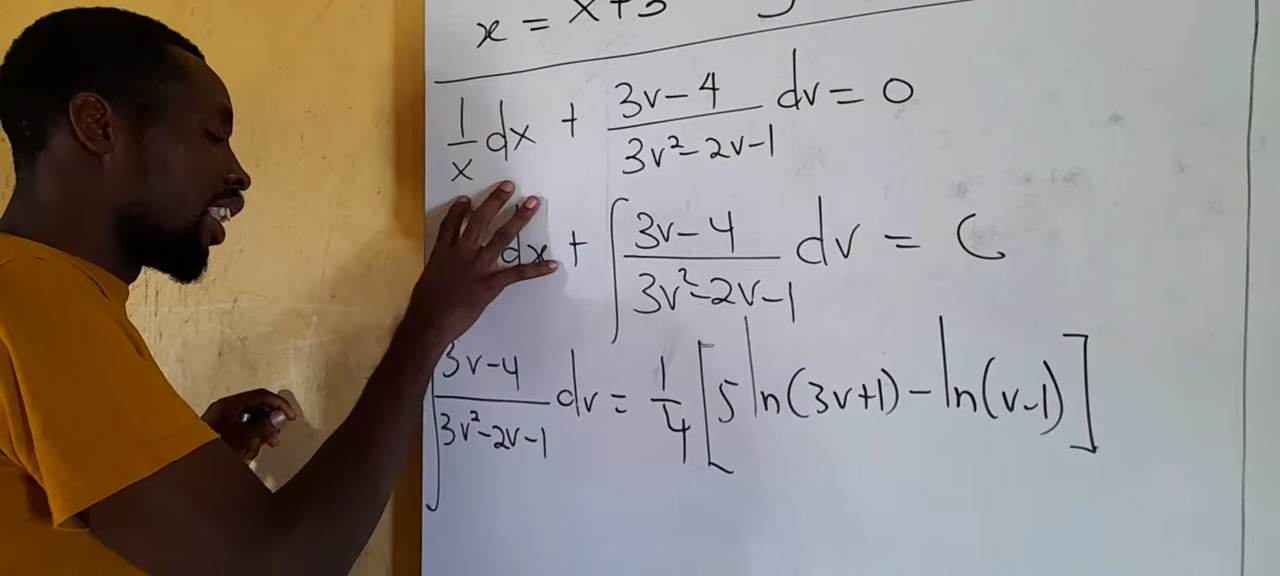 x = X+3
1/x dx + (3v-4)/(3v²-2v-1) dv = 0
dx + ∫ (3v-4)/(3v²-2v-1) dv = C
∫ (3v-4)/(3v²-2v-1) dv = 1/4 [5 ln(3v+1) - ln(v-1)]